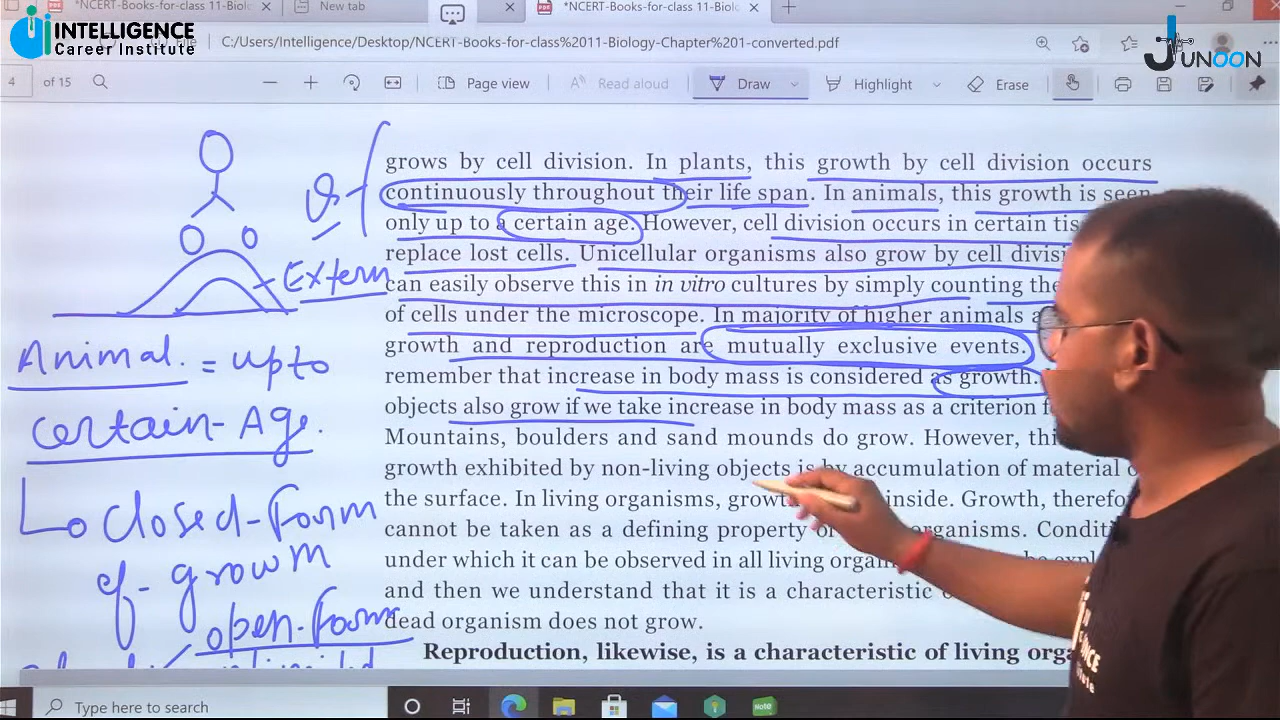 INTELLIGENCE
Career Institute
*NCERT-Books-for class 11-Biolo
New tab
*NCERT-Books-for class 11-Biolo
JUNOON
C:/Users/Intelligence/Desktop/NCERT-Books-for-class%2011-Biology-Chapter%201-converted.pdf
4 of 15
Page view
Read aloud
Draw
Highlight
Erase
grows by cell division. In plants, this growth by cell division occurs
continuously throughout their life span. In animals, this growth is seen
only up to a certain age. However, cell division occurs in certain tis
replace lost cells. Unicellular organisms also grow by cell divisi
can easily observe this in in vitro cultures by simply counting the
of cells under the microscope. In majority of higher animals a
growth and reproduction are mutually exclusive events.
remember that increase in body mass is considered as growth.
objects also grow if we take increase in body mass as a criterion f
Mountains, boulders and sand mounds do grow. However, thi
growth exhibited by non-living objects is by accumulation of material o
the surface. In living organisms, growt inside. Growth, therefo
cannot be taken as a defining property o organisms. Conditi
under which it can be observed in all living organ be expl
and then we understand that it is a characteristic
dead organism does not grow.
Reproduction, likewise, is a characteristic of living orga
Extern
Animal. = upto
Certain-Age.
Closed-Form
of- growth
open-Form
Type here to search
Note
ENCE